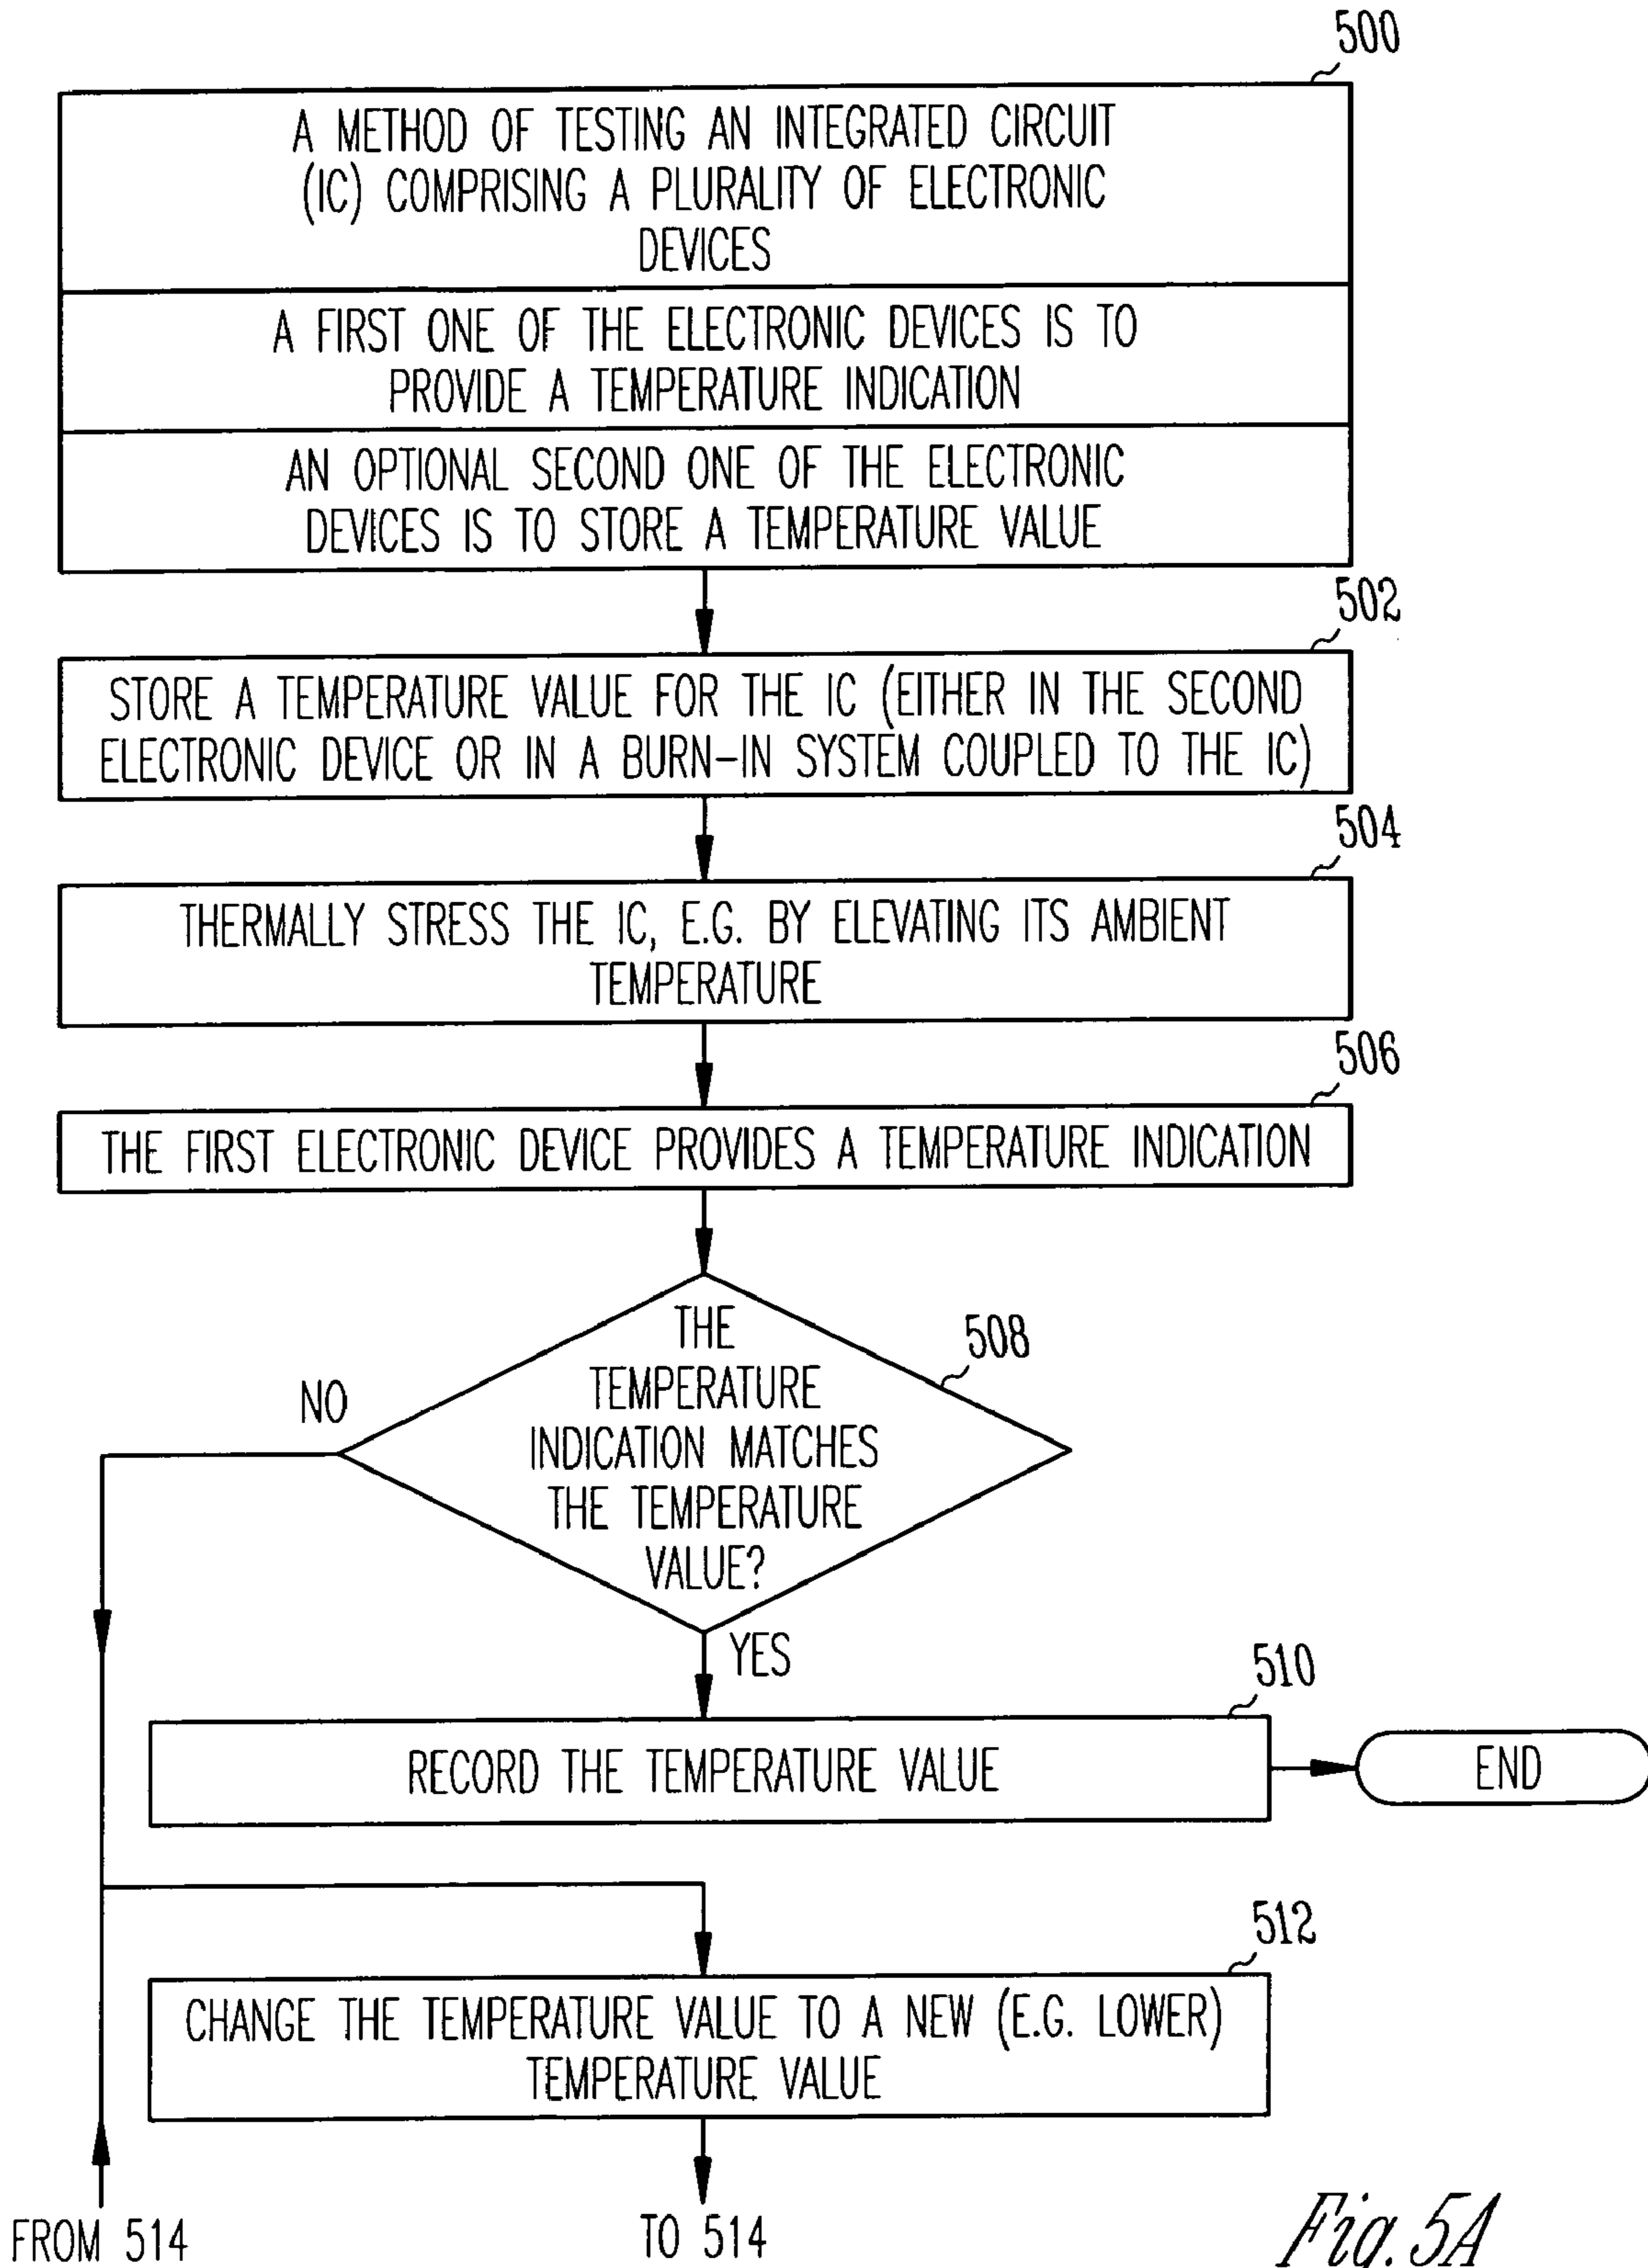 500
A METHOD OF TESTING AN INTEGRATED CIRCUIT
(IC) COMPRISING A PLURALITY OF ELECTRONIC
DEVICES
A FIRST ONE OF THE ELECTRONIC DEVICES IS TO
PROVIDE A TEMPERATURE INDICATION
AN OPTIONAL SECOND ONE OF THE ELECTRONIC
DEVICES IS TO STORE A TEMPERATURE VALUE
502
STORE A TEMPERATURE VALUE FOR THE IC (EITHER IN THE SECOND
ELECTRONIC DEVICE OR IN A BURN-IN SYSTEM COUPLED TO THE IC)
504
THERMALLY STRESS THE IC, E.G. BY ELEVATING ITS AMBIENT
TEMPERATURE
506
THE FIRST ELECTRONIC DEVICE PROVIDES A TEMPERATURE INDICATION
508
THE
TEMPERATURE
INDICATION MATCHES
THE TEMPERATURE
VALUE?
NO
YES
510
RECORD THE TEMPERATURE VALUE
END
512
CHANGE THE TEMPERATURE VALUE TO A NEW (E.G. LOWER)
TEMPERATURE VALUE
FROM 514
TO 514
Fig. 5A